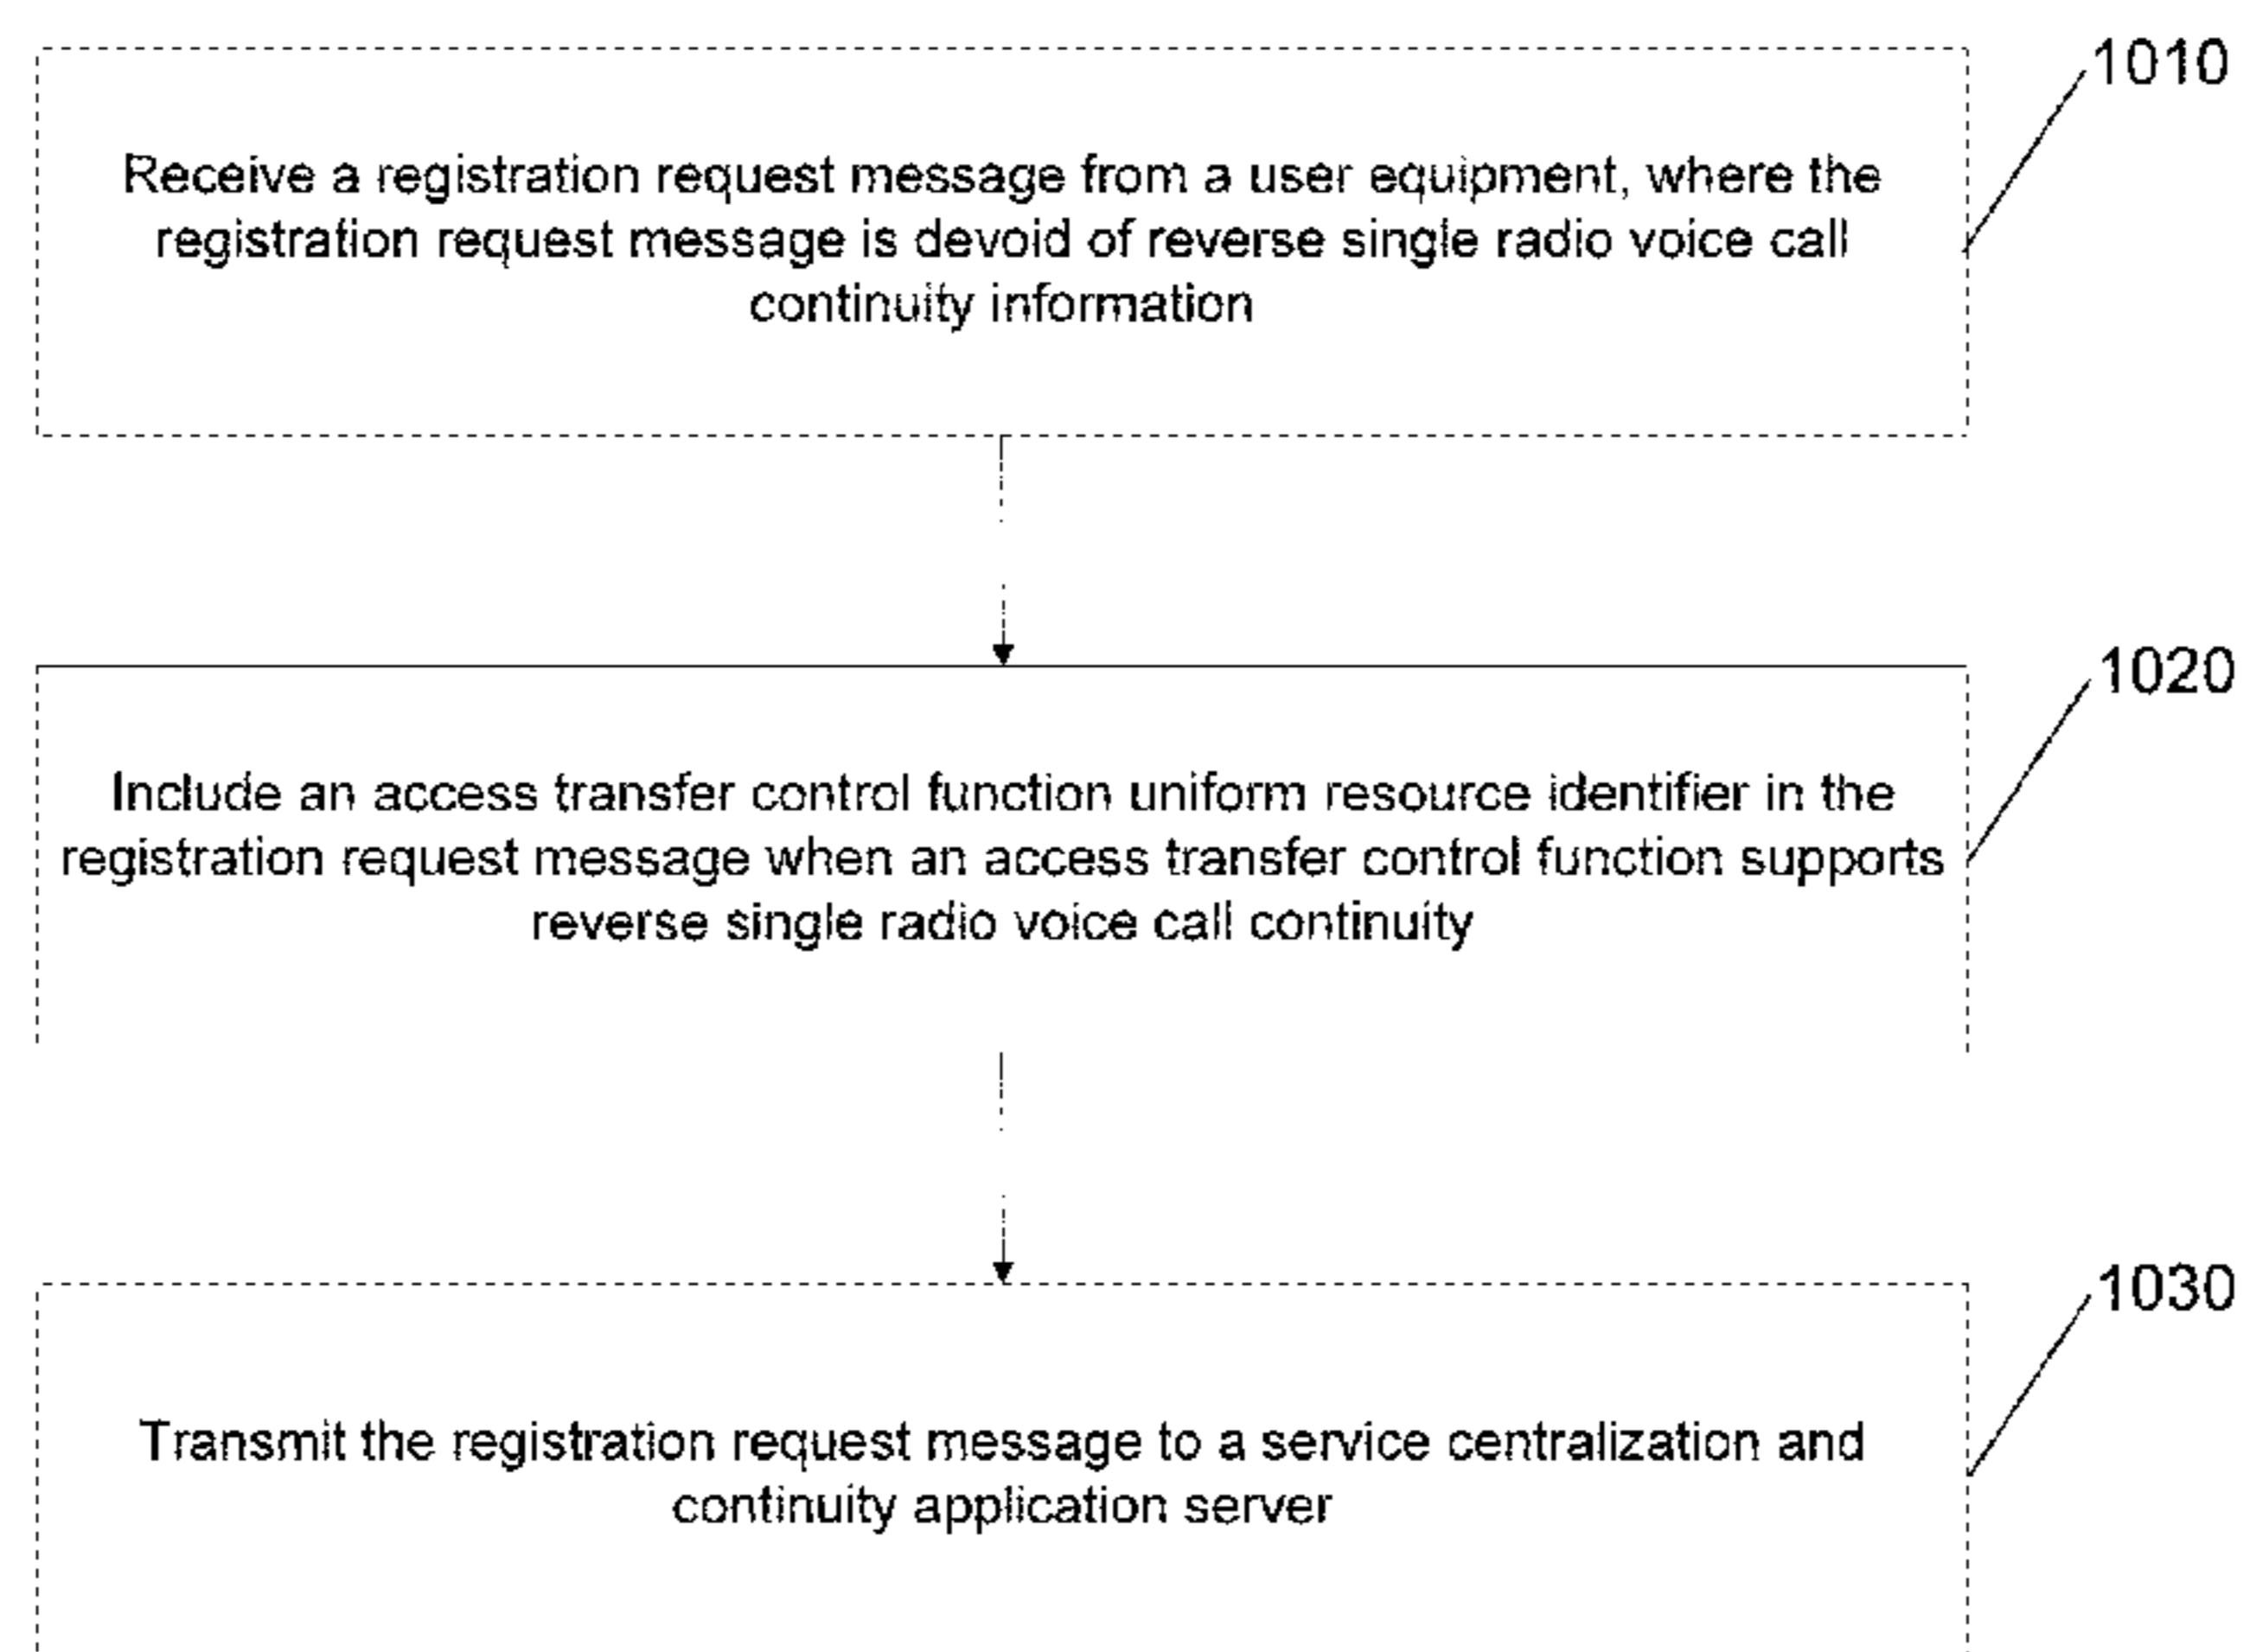 1010
Receive a registration request message from a user equipment, where the
registration request message is devoid of reverse single radio voice call
continuity information
1020
Include an access transfer control function uniform resource identifier in the
registration request message when an access transfer control function supports
reverse single radio voice call continuity
1030
Transmit the registration request message to a service centralization and
continuity application server